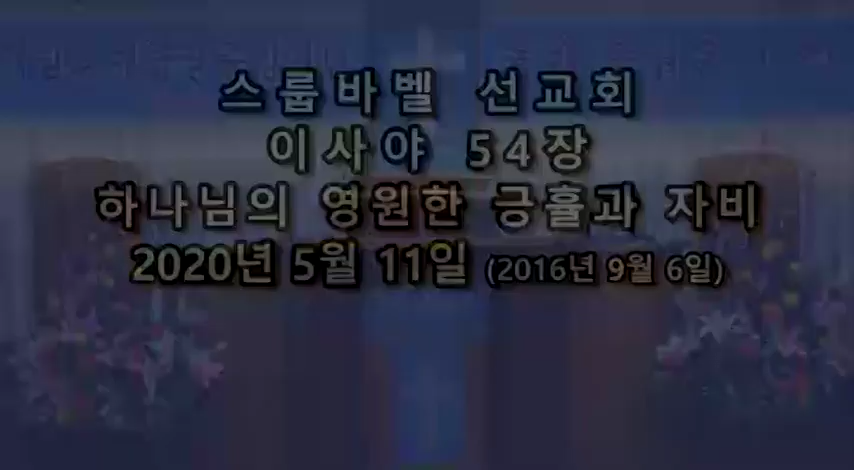 스룹바벨 선교회
이사야 54장
하나님의 영원한 긍휼과 자비
2020년 5월 11일 (2016년 9월 6일)